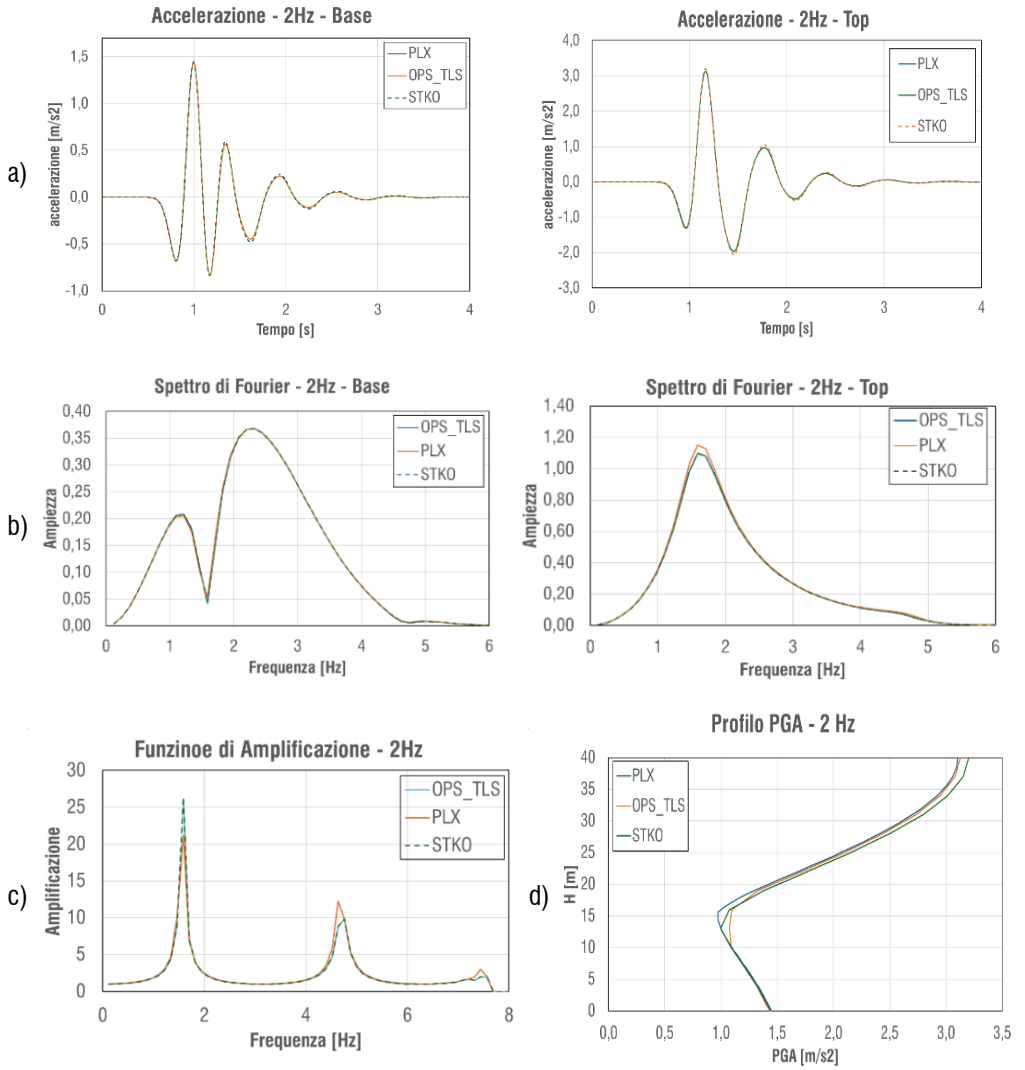 Accelerazione - 2Hz - Base
1,5
1,0
0,5
0,0
-0,5
-1,0
accelerazione [m/s2]
PLX
OPS_TLS
STKO
0 1 2 3 4
Tempo [s]
Accelerazione - 2Hz - Top
4,0
3,0
2,0
1,0
0,0
-1,0
-2,0
-3,0
accelerazione [m/s2]
PLX
OPS_TLS
STKO
0 1 2 3 4
Tempo [s]
a)
Spettro di Fourier - 2Hz - Base
0,40
0,35
0,30
0,25
0,20
0,15
0,10
0,05
0,00
Ampiezza
OPS_TLS
PLX
STKO
0 1 2 3 4 5 6
Frequenza [Hz]
Spettro di Fourier - 2Hz - Top
1,40
1,20
1,00
0,80
0,60
0,40
0,20
0,00
Ampiezza
OPS_TLS
PLX
STKO
0 1 2 3 4 5 6
Frequenza [Hz]
b)
Funzinoe di Amplificazione - 2Hz
30
25
20
15
10
5
0
Amplificazione
OPS_TLS
PLX
STKO
0 2 4 6 8
Frequenza [Hz]
c)
Profilo PGA - 2 Hz
40
35
30
25
20
15
10
5
0
H [m]
PLX
OPS_TLS
STKO
0,0 0,5 1,0 1,5 2,0 2,5 3,0 3,5
PGA [m/s2]
d)